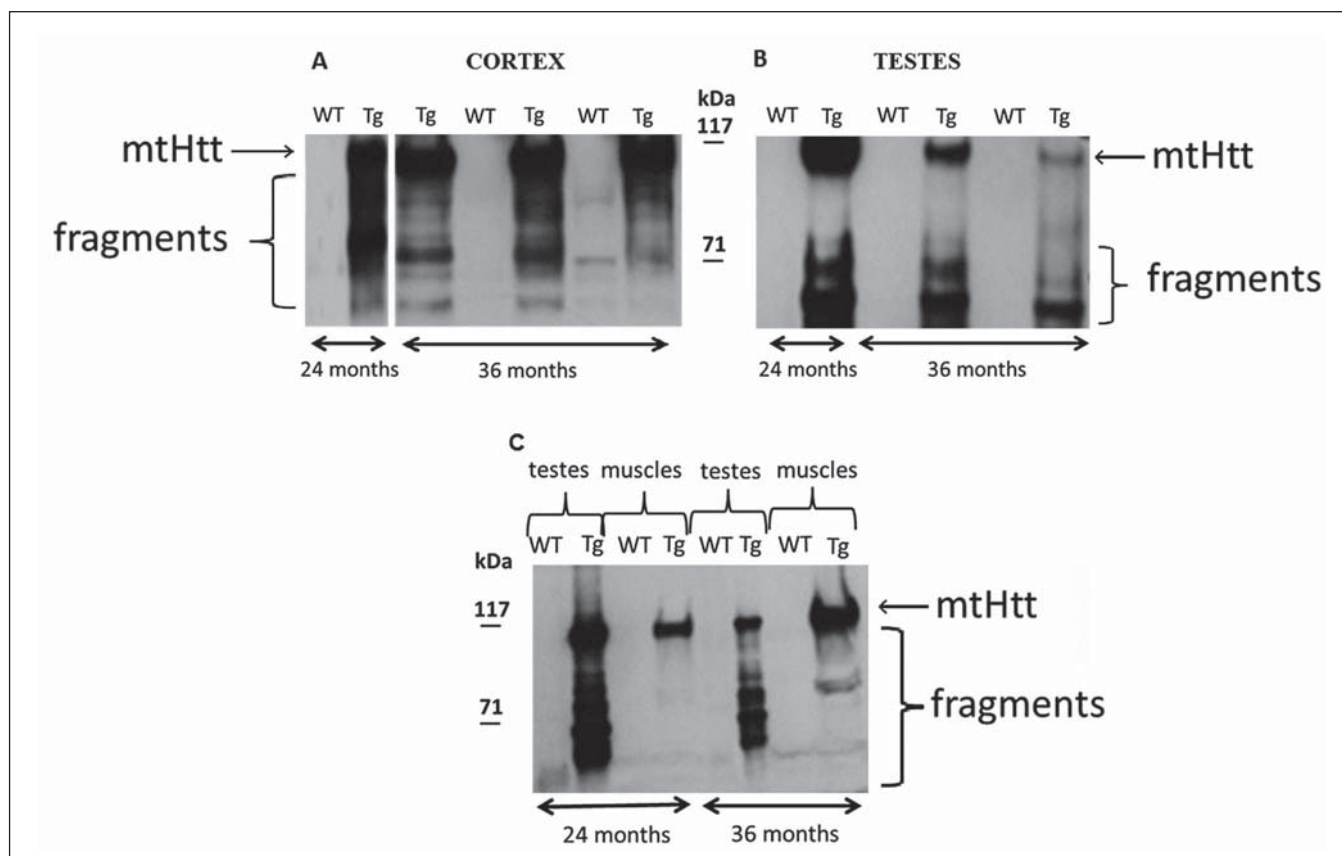 A CORTEX
WT Tg Tg WT Tg WT Tg
mtHtt
fragments
24 months 36 months
kDa
117
71
B TESTES
WT Tg WT Tg WT Tg
mtHtt
fragments
24 months 36 months
C
testes muscles testes muscles
WT Tg WT Tg WT Tg WT Tg
kDa
117
71
mtHtt
fragments
24 months 36 months